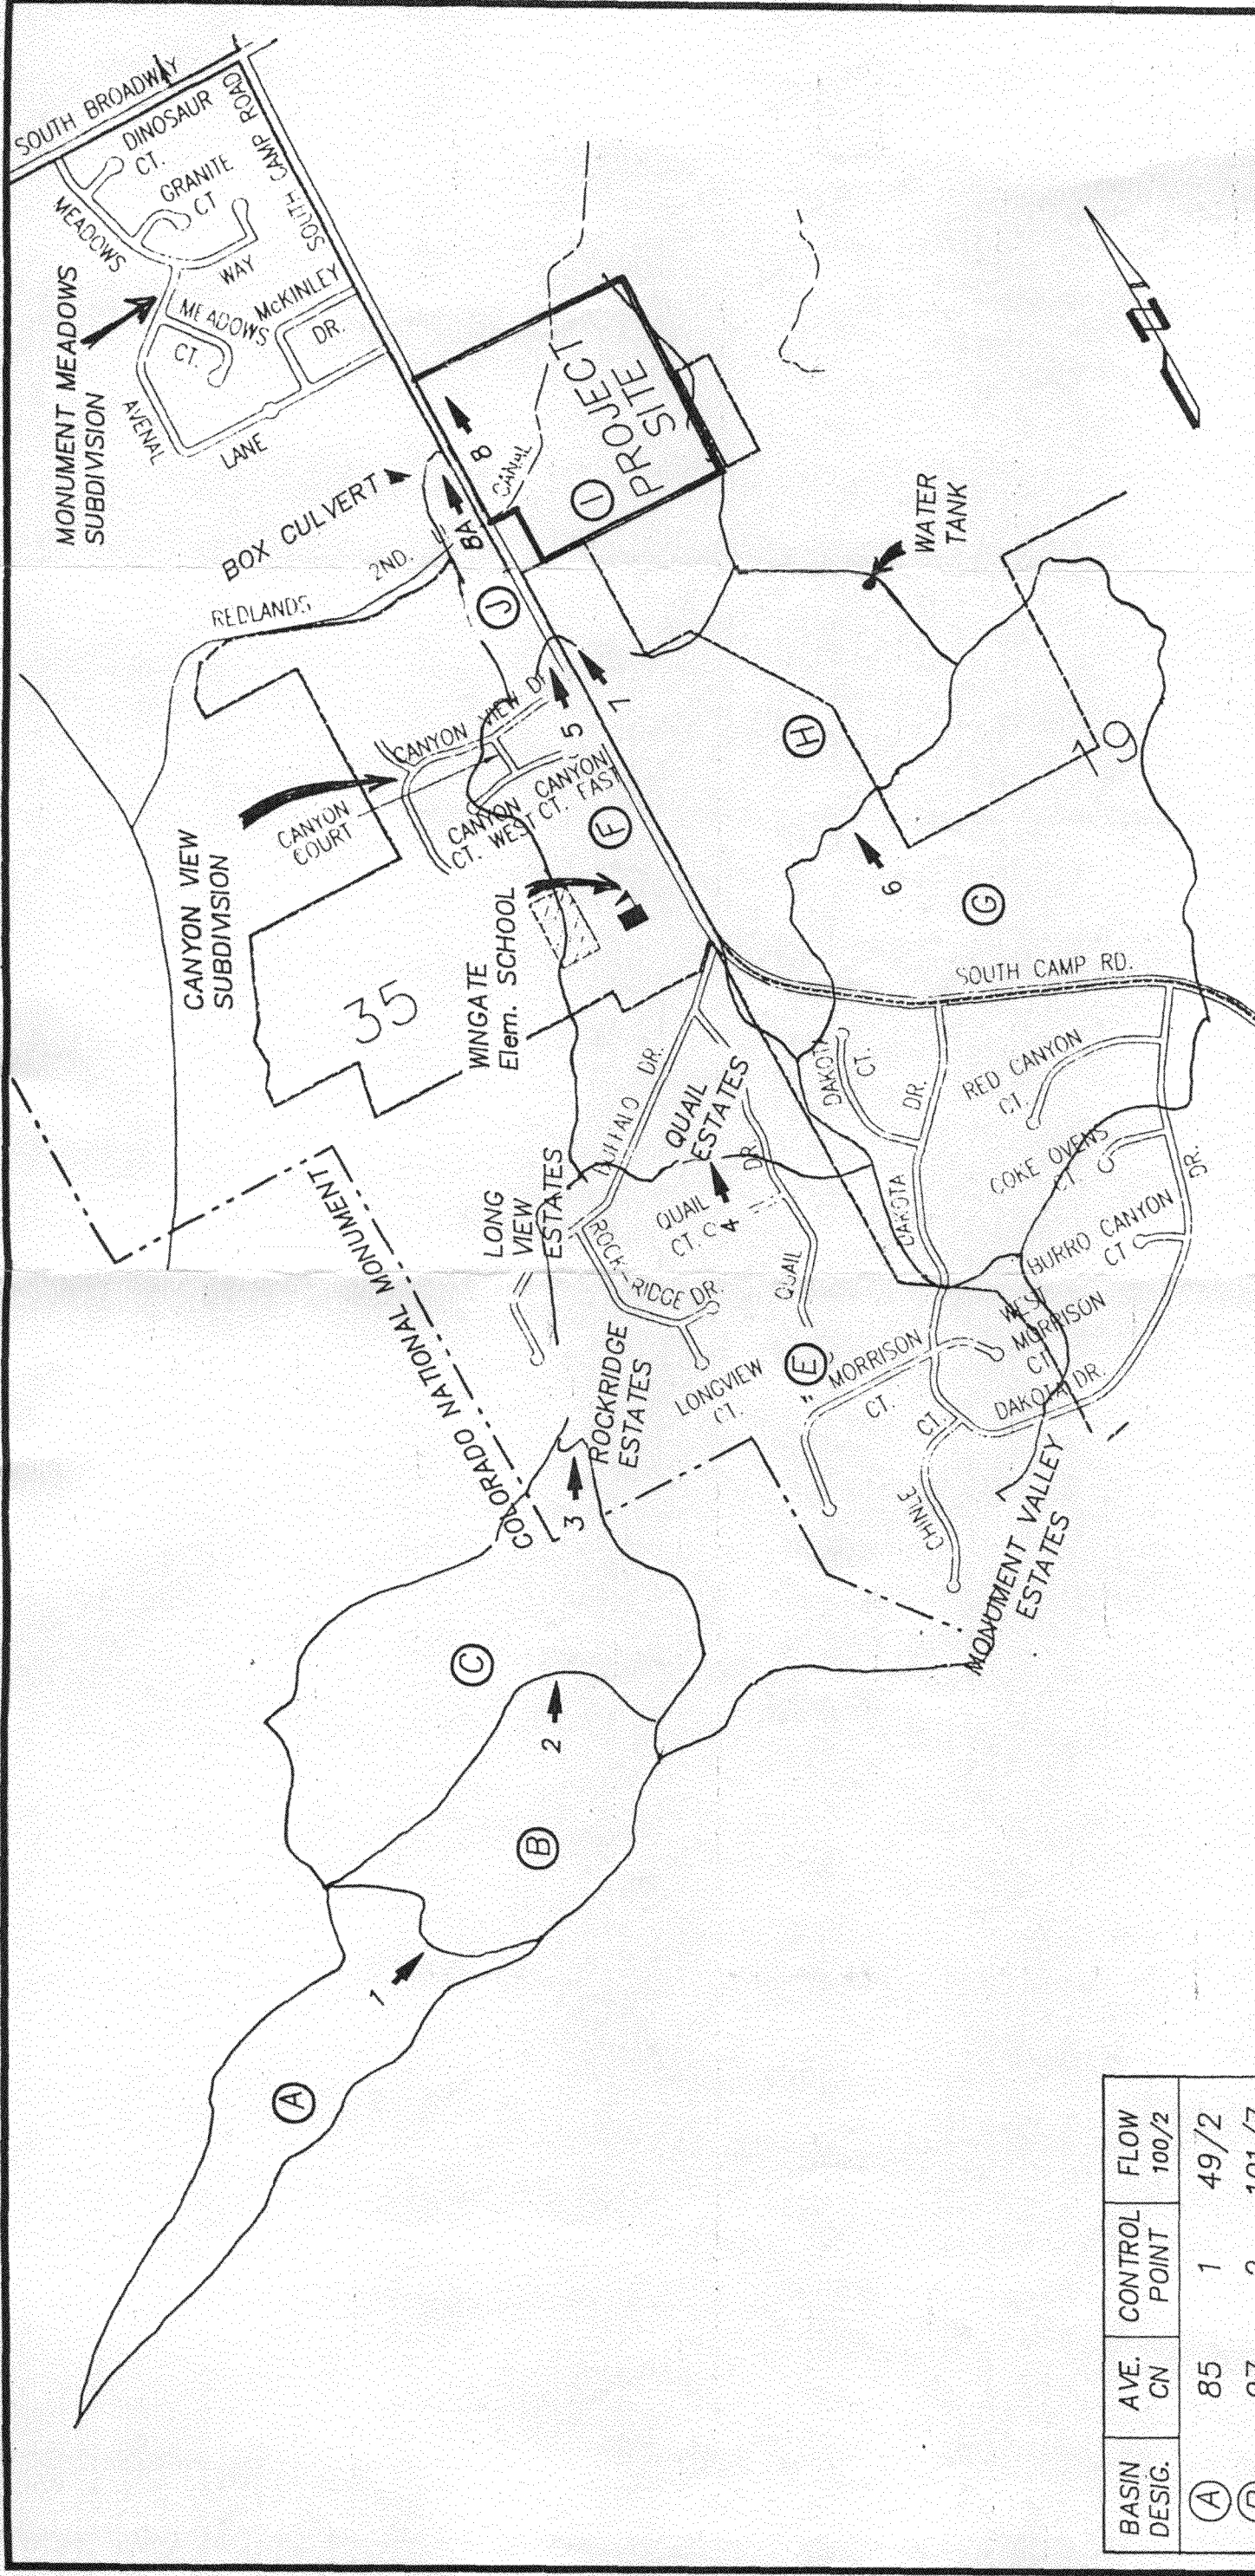 SOUTH BROADWAY
DINOSAUR
CT.
GRANITE
CT
MEADOWS
WAY
SOUTH CAMP ROAD
MONUMENT MEADOWS
SUBDIVISION
MEADOWS
CT.
McKINLEY
DR.
AVENAL
LANE
BOX CULVERT
REDLANDS
2ND.
8A
8
CANAL
I
PROJECT
SITE
J
WATER
TANK
CANYON VIEW
SUBDIVISION
CANYON
COURT
CANYON VIEW
CANYON
CT. WEST
CANYON
CT. EAST
5
7
F
H
19
6
G
WINGATE
Elem. SCHOOL
35
SOUTH CAMP RD.
COLORADO NATIONAL MONUMENT
LONG
VIEW
ESTATES
BUFFALO DR.
QUAIL
ESTATES
DAKOTA
CT.
DAKOTA DR.
RED CANYON
CT.
COKE OVENS
CT.
BURRO CANYON
CT
DR.
QUAIL
CT.
4
QUAIL DR.
ROCK-RIDGE DR.
ROCKRIDGE
ESTATES
LONGVIEW
CT.
E
MORRISON
CT.
WEST
MORRISON
CT.
DAKOTA DR.
CHINLE CT.
MONUMENT VALLEY
ESTATES
3
C
2
B
1
A
BASIN DESIG. AVE. CN CONTROL POINT FLOW 100/2
A 85 1 49/2